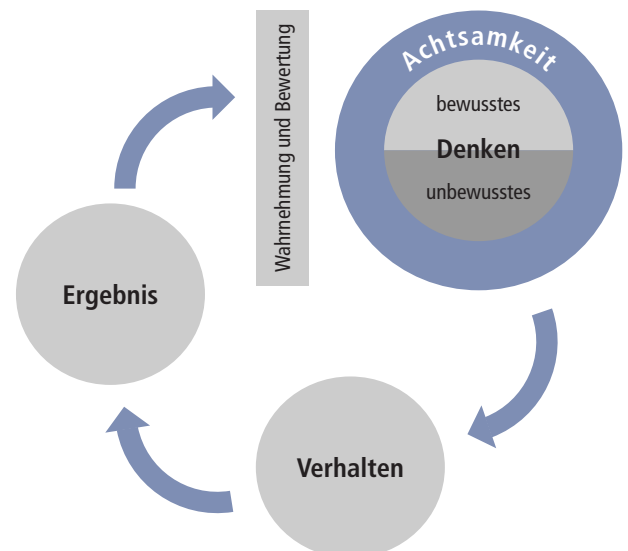 Achtsamkeit
bewusstes
Denken
unbewusstes
Wahrnehmung und Bewertung
Ergebnis
Verhalten